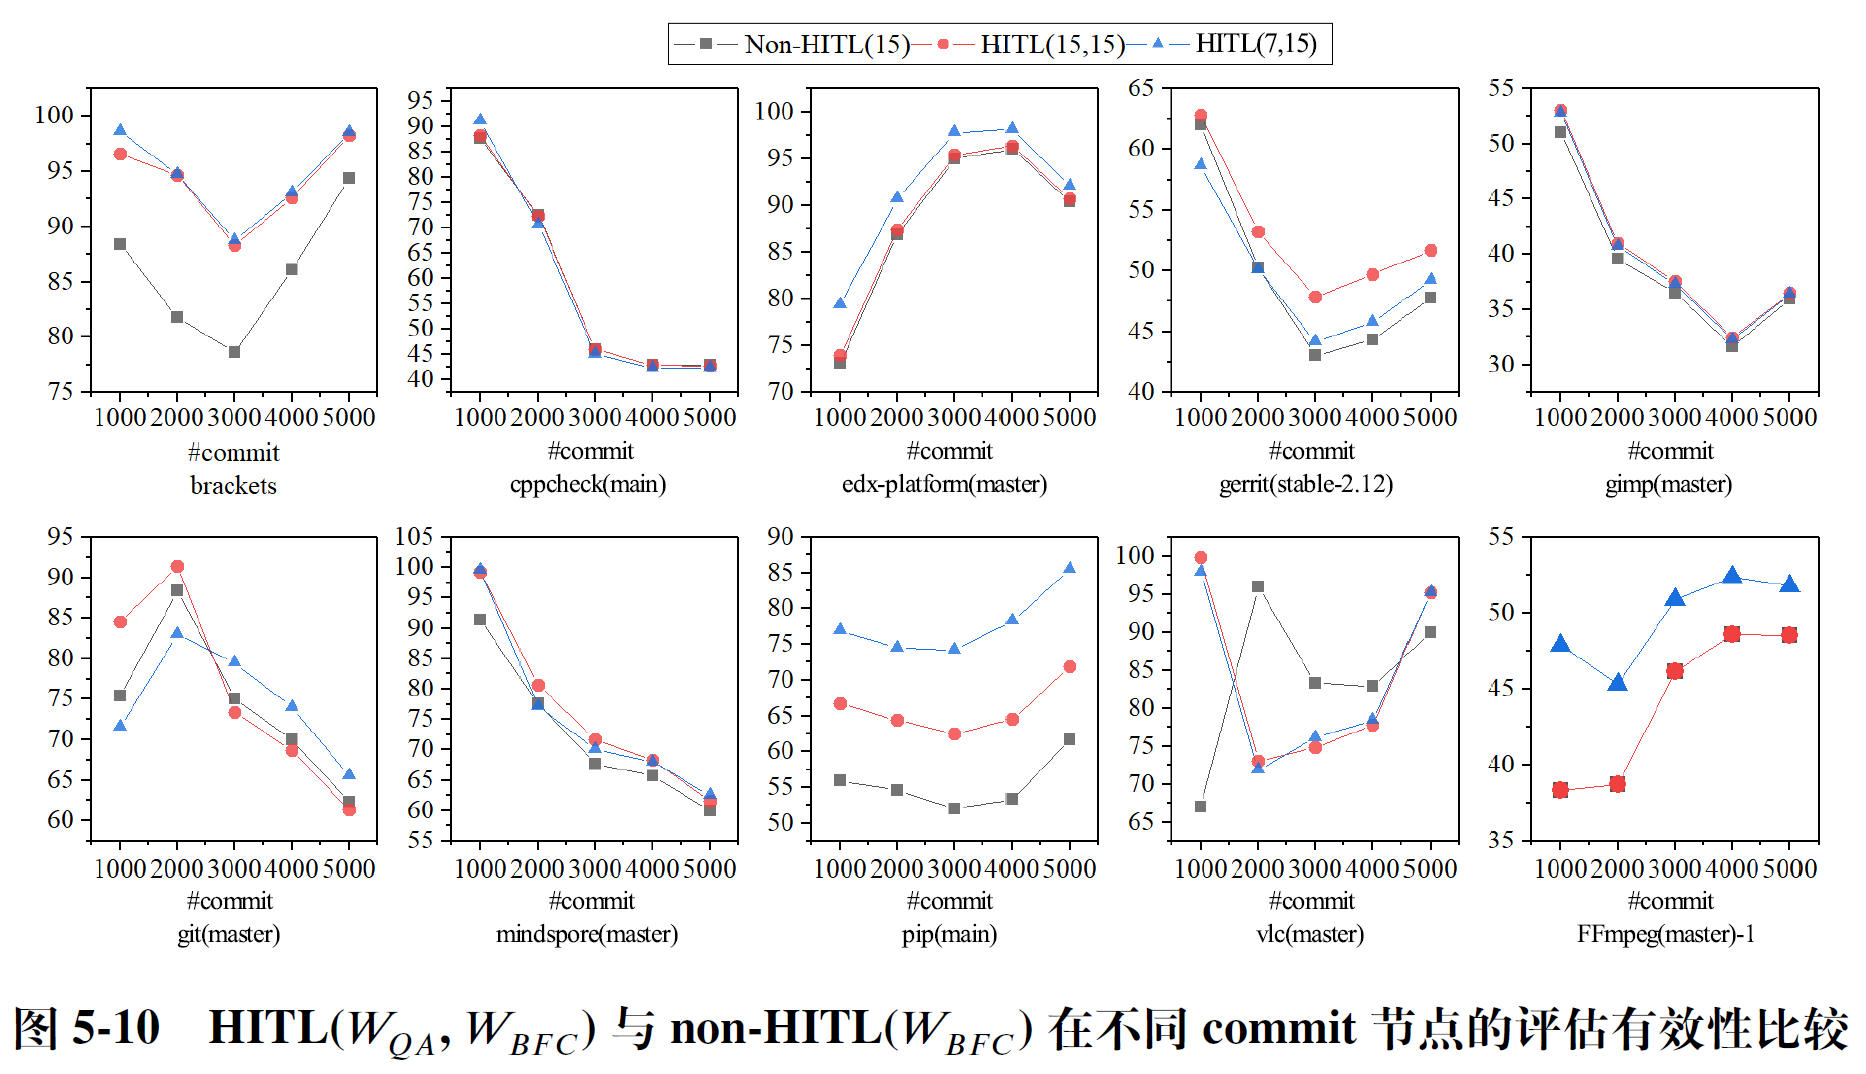 Non-HITL(15) HITL(15,15) HITL(7,15)
100
95
90
85
80
75
1000 2000 3000 4000 5000
#commit
brackets
95
90
85
80
75
70
65
60
55
50
45
40
1000 2000 3000 4000 5000
#commit
cppcheck(main)
100
95
90
85
80
75
70
1000 2000 3000 4000 5000
#commit
edx-platform(master)
65
60
55
50
45
40
1000 2000 3000 4000 5000
#commit
gerrit(stable-2.12)
55
50
45
40
35
30
1000 2000 3000 4000 5000
#commit
gimp(master)
95
90
85
80
75
70
65
60
1000 2000 3000 4000 5000
#commit
git(master)
105
100
95
90
85
80
75
70
65
60
55
1000 2000 3000 4000 5000
#commit
mindspore(master)
90
85
80
75
70
65
60
55
50
1000 2000 3000 4000 5000
#commit
pip(main)
100
95
90
85
80
75
70
65
1000 2000 3000 4000 5000
#commit
vlc(master)
55
50
45
40
35
1000 2000 3000 4000 5000
#commit
FFmpeg(master)-1
图 5-10 HITL(W_{QA}, W_{BFC}) 与 non-HITL(W_{BFC}) 在不同 commit 节点的评估有效性比较